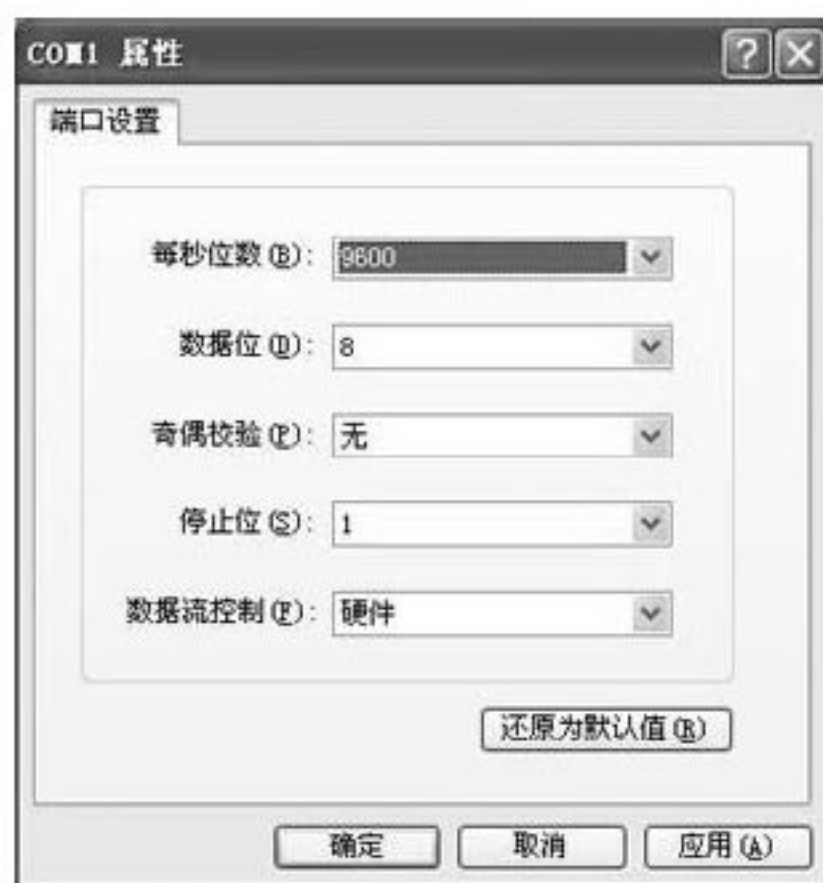 COM1 属性
端口设置
每秒位数(B): 9600
数据位(D): 8
奇偶校验(P): 无
停止位(S): 1
数据流控制(F): 硬件
还原为默认值(R)
确定 取消 应用(A)